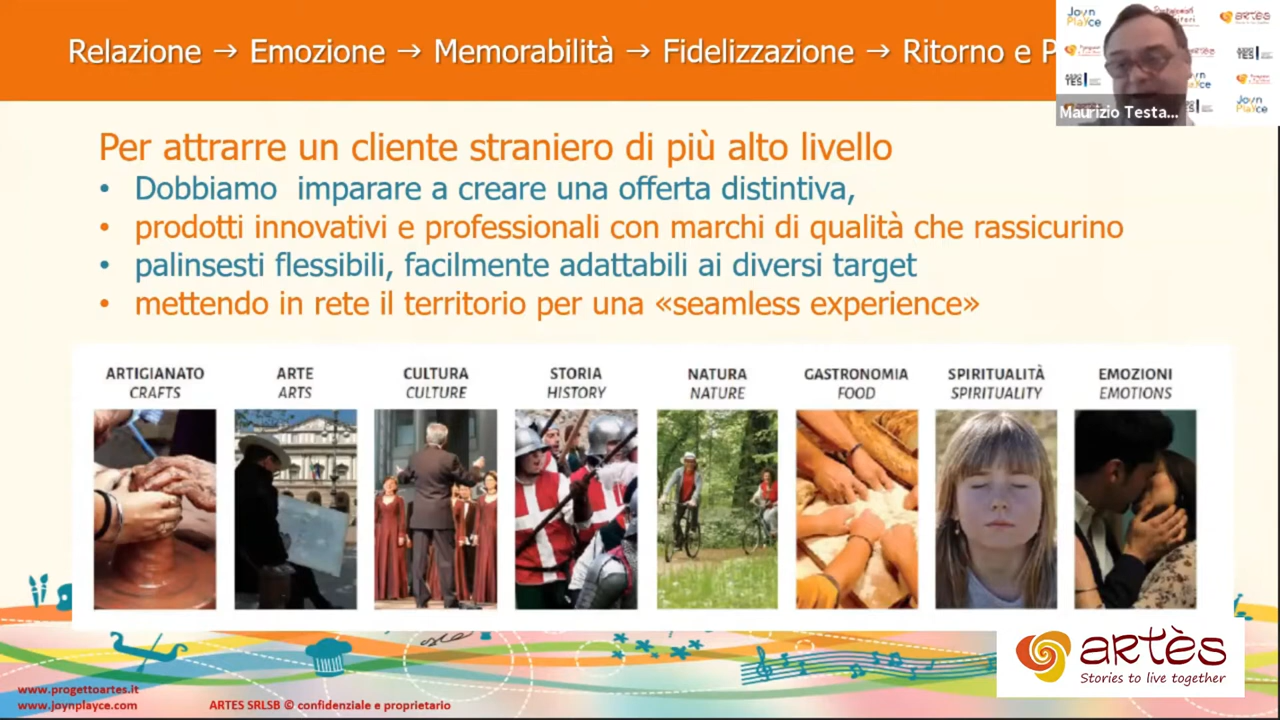 Relazione → Emozione → Memorabilità → Fidelizzazione → Ritorno e P
Maurizio Testa...
Per attrarre un cliente straniero di più alto livello
• Dobbiamo imparare a creare una offerta distintiva,
• prodotti innovativi e professionali con marchi di qualità che rassicurino
• palinsesti flessibili, facilmente adattabili ai diversi target
• mettendo in rete il territorio per una «seamless experience»
ARTIGIANATO
CRAFTS
ARTE
ARTS
CULTURA
CULTURE
STORIA
HISTORY
NATURA
NATURE
GASTRONOMIA
FOOD
SPIRITUALITÀ
SPIRITUALITY
EMOZIONI
EMOTIONS
artès
Stories to live together
www.progettoartes.it
www.joynplayce.com
ARTES SRLSB © confidenziale e proprietario